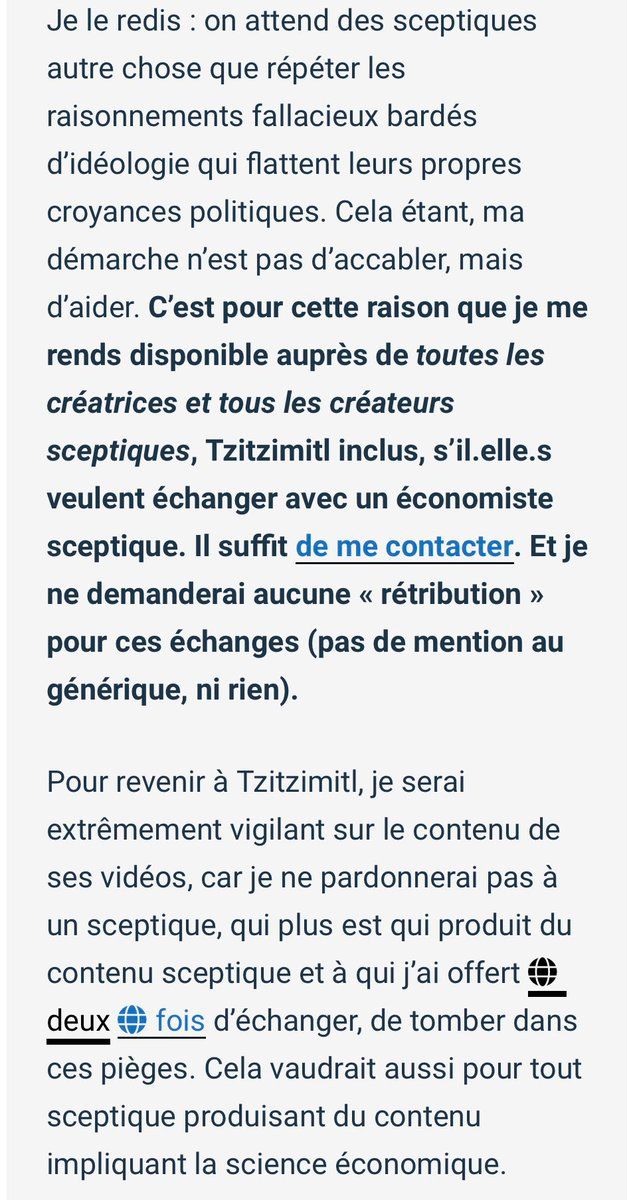 Je le redis : on attend des sceptiques
autre chose que répéter les
raisonnements fallacieux bardés
d’idéologie qui flattent leurs propres
croyances politiques. Cela étant, ma
démarche n’est pas d’accabler, mais
d’aider. C’est pour cette raison que je me
rends disponible auprès de toutes les
créatrices et tous les créateurs
sceptiques, Tzitzimitl inclus, s’il.elle.s
veulent échanger avec un économiste
sceptique. Il suffit de me contacter. Et je
ne demanderai aucune « rétribution »
pour ces échanges (pas de mention au
générique, ni rien).
Pour revenir à Tzitzimitl, je serai
extrêmement vigilant sur le contenu de
ses vidéos, car je ne pardonnerai pas à
un sceptique, qui plus est qui produit du
contenu sceptique et à qui j’ai offert
deux fois d’échanger, de tomber dans
ces pièges. Cela vaudrait aussi pour tout
sceptique produisant du contenu
impliquant la science économique.